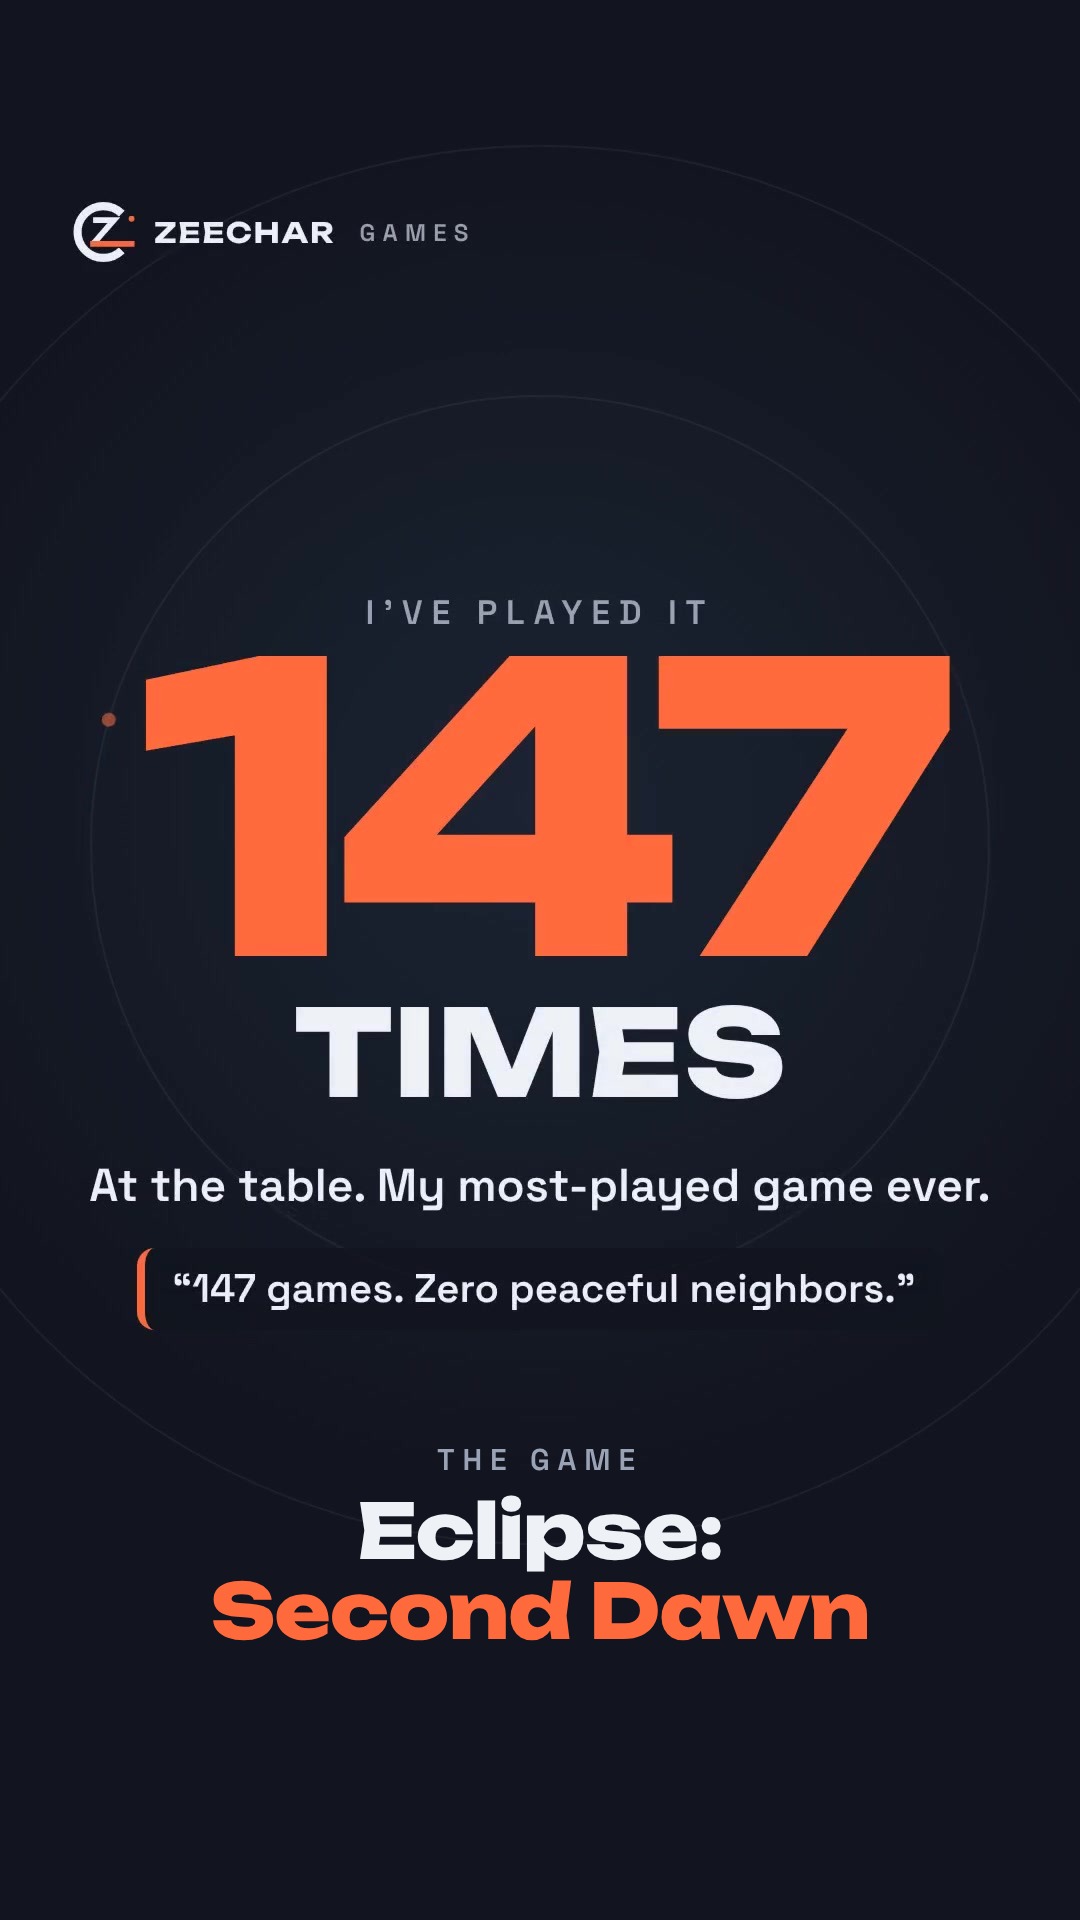 ZEECHAR GAMES
I’VE PLAYED IT
147
TIMES
At the table. My most-played game ever.
“147 games. Zero peaceful neighbors.”
THE GAME
Eclipse:
Second Dawn